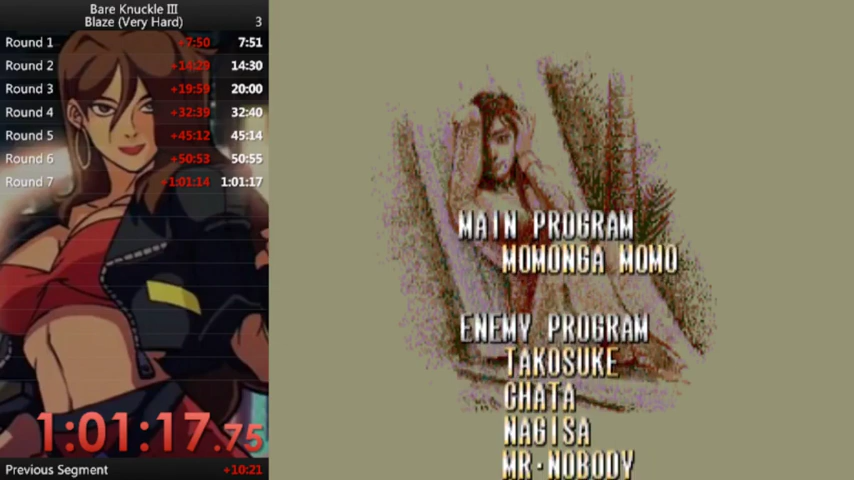 Bare Knuckle III
Blaze (Very Hard) 3
Round 1 +7:50 7:51
Round 2 +14:29 14:30
Round 3 +19:59 20:00
Round 4 +32:39 32:40
Round 5 +45:12 45:14
Round 6 +50:53 50:55
Round 7 +1:01:14 1:01:17
1:01:17.75
Previous Segment +10:21
MAIN PROGRAM
MOMONGA MOMO
ENEMY PROGRAM
TAKOSUKE
CHATA
NAGISA
MR·NOBODY